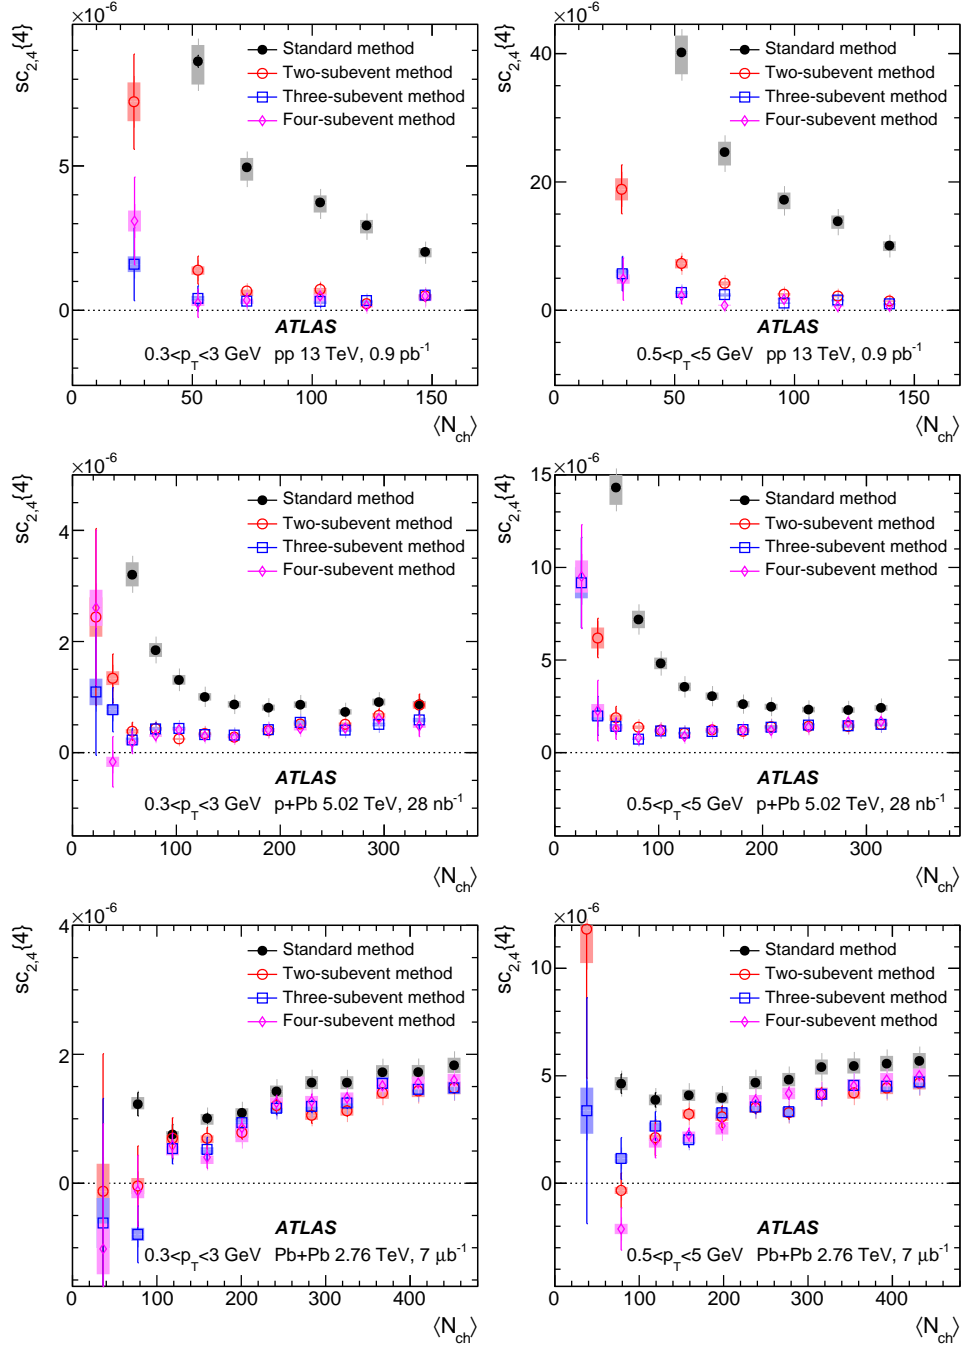 ×10⁻⁶
sc₂,₄{4}
Standard method
Two-subevent method
Three-subevent method
Four-subevent method
5
0
ATLAS
0.3<p_T<3 GeV pp 13 TeV, 0.9 pb⁻¹
0 50 100 150
⟨N_ch⟩
×10⁻⁶
sc₂,₄{4}
40
Standard method
Two-subevent method
Three-subevent method
Four-subevent method
20
0
ATLAS
0.5<p_T<5 GeV pp 13 TeV, 0.9 pb⁻¹
0 50 100 150
⟨N_ch⟩
×10⁻⁶
sc₂,₄{4}
Standard method
Two-subevent method
Three-subevent method
Four-subevent method
4
2
0
ATLAS
0.3<p_T<3 GeV p+Pb 5.02 TeV, 28 nb⁻¹
0 100 200 300
⟨N_ch⟩
×10⁻⁶
sc₂,₄{4}
15
Standard method
Two-subevent method
Three-subevent method
Four-subevent method
10
5
0
ATLAS
0.5<p_T<5 GeV p+Pb 5.02 TeV, 28 nb⁻¹
0 100 200 300
⟨N_ch⟩
×10⁻⁶
sc₂,₄{4}
4
Standard method
Two-subevent method
Three-subevent method
Four-subevent method
2
0
ATLAS
0.3<p_T<3 GeV Pb+Pb 2.76 TeV, 7 μb⁻¹
0 100 200 300 400
⟨N_ch⟩
×10⁻⁶
sc₂,₄{4}
Standard method
Two-subevent method
Three-subevent method
Four-subevent method
10
5
0
ATLAS
0.5<p_T<5 GeV Pb+Pb 2.76 TeV, 7 μb⁻¹
0 100 200 300 400
⟨N_ch⟩